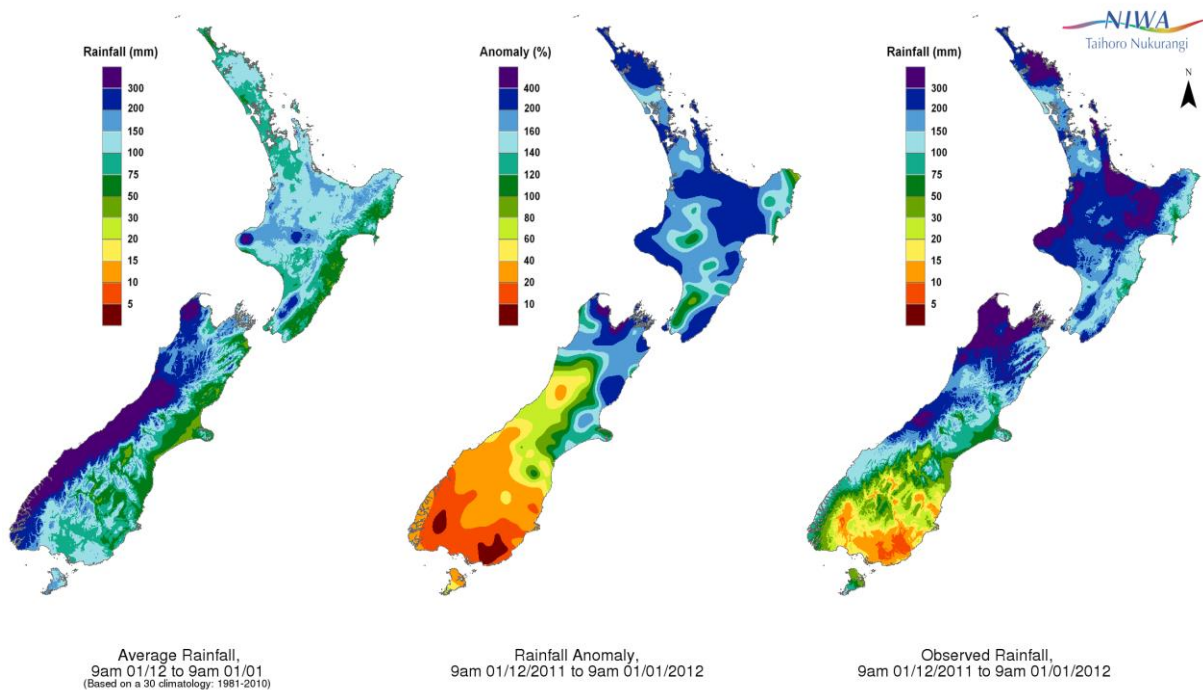 NIWA
Taihoro Nukurangi
N
Rainfall (mm)
300
200
150
100
75
50
30
15
10
5
Anomaly (%)
400
200
160
140
120
100
80
60
40
20
10
Rainfall (mm)
300
200
150
100
75
50
30
20
15
10
5
Average Rainfall,
9am 01/12 to 9am 01/01
(Based on a 30 climatology: 1981-2010)
Rainfall Anomaly,
9am 01/12/2011 to 9am 01/01/2012
Observed Rainfall,
9am 01/12/2011 to 9am 01/01/2012